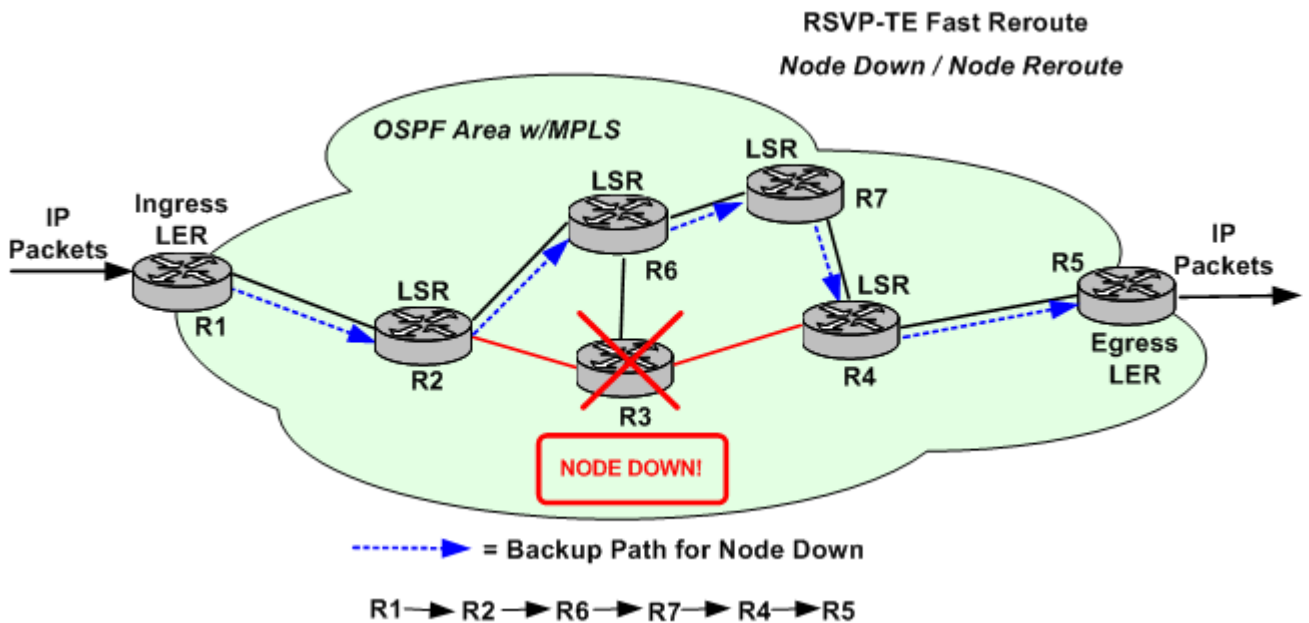 RSVP-TE Fast Reroute
Node Down / Node Reroute
OSPF Area w/MPLS
LSR
R7
LSR
R6
IP
Packets
Ingress
LER
R1
LSR
R2
R3
LSR
R4
R5
Egress
LER
IP
Packets
NODE DOWN!
= Backup Path for Node Down
R1 R2 R6 R7 R4 R5